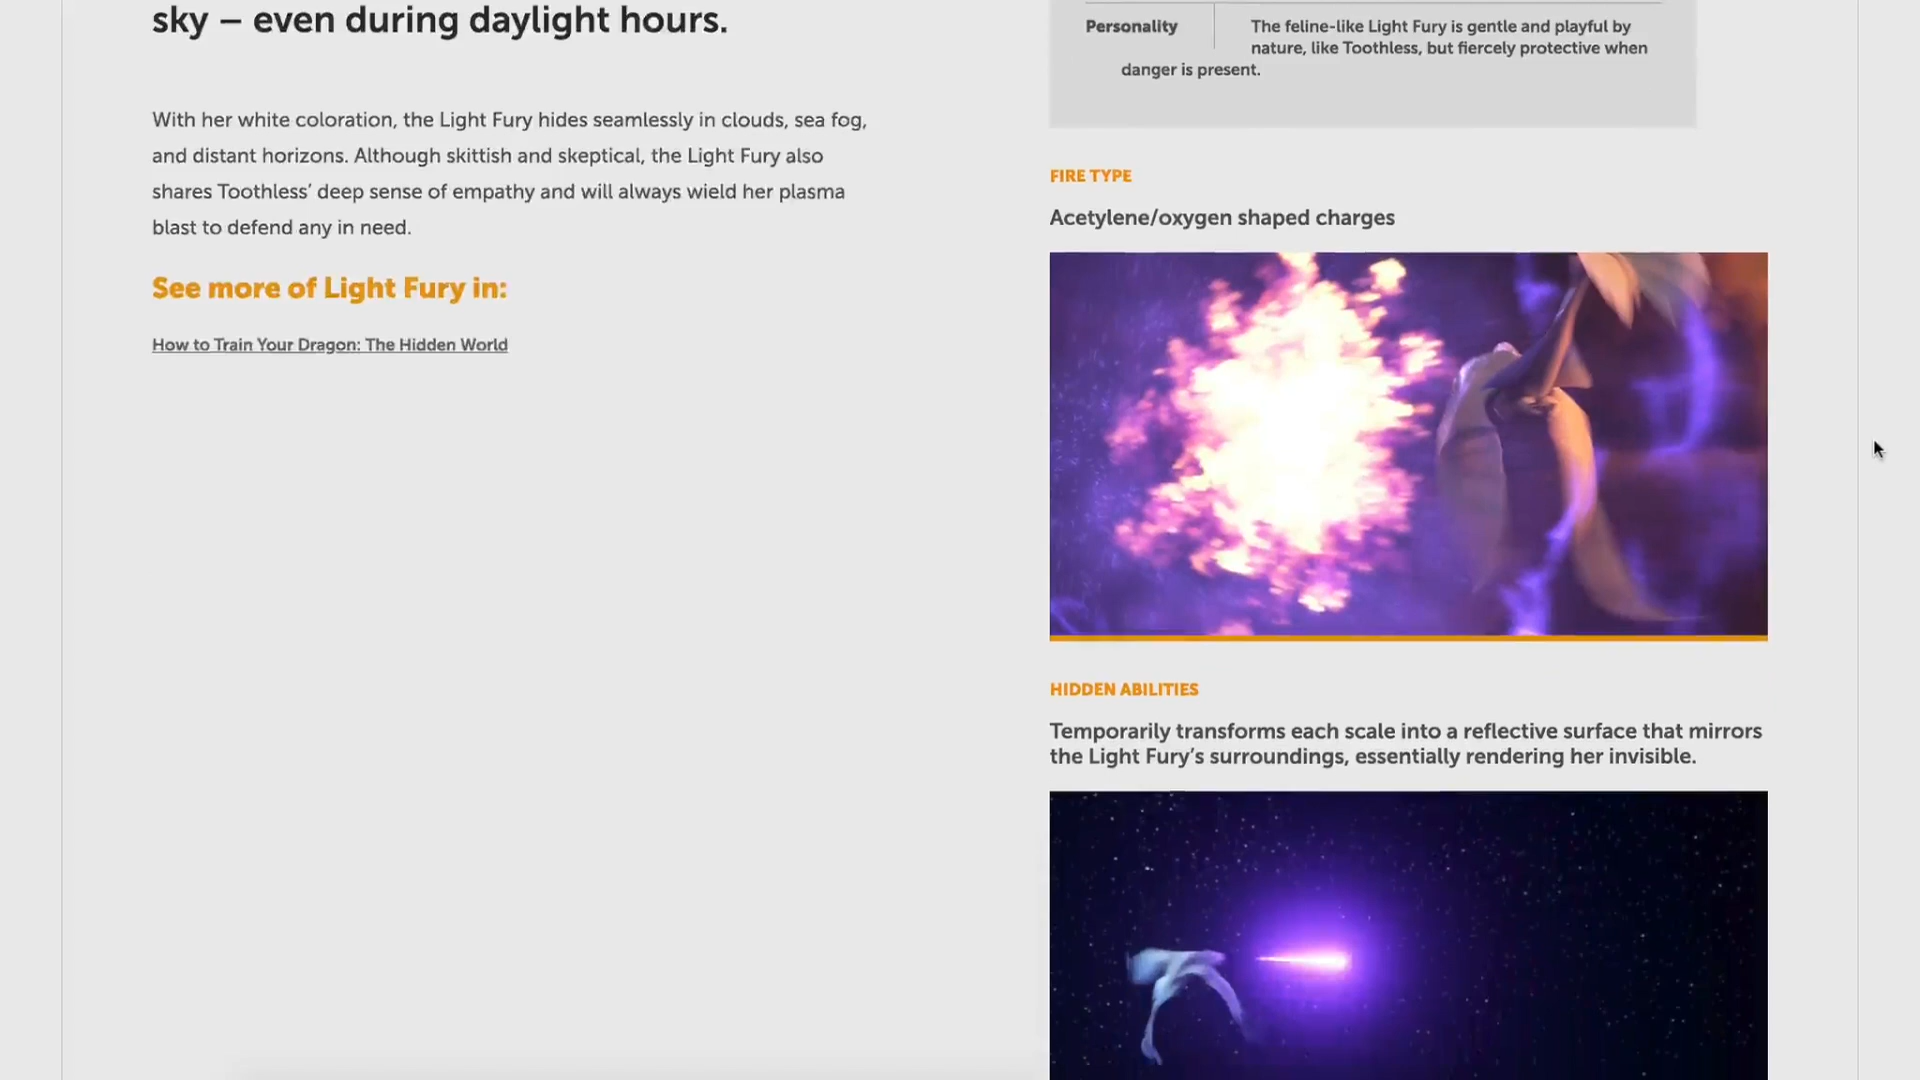 sky – even during daylight hours.
With her white coloration, the Light Fury hides seamlessly in clouds, sea fog,
and distant horizons. Although skittish and skeptical, the Light Fury also
shares Toothless’ deep sense of empathy and will always wield her plasma
blast to defend any in need.
See more of Light Fury in:
How to Train Your Dragon: The Hidden World
Personality
The feline-like Light Fury is gentle and playful by
nature, like Toothless, but fiercely protective when
danger is present.
FIRE TYPE
Acetylene/oxygen shaped charges
HIDDEN ABILITIES
Temporarily transforms each scale into a reflective surface that mirrors
the Light Fury’s surroundings, essentially rendering her invisible.